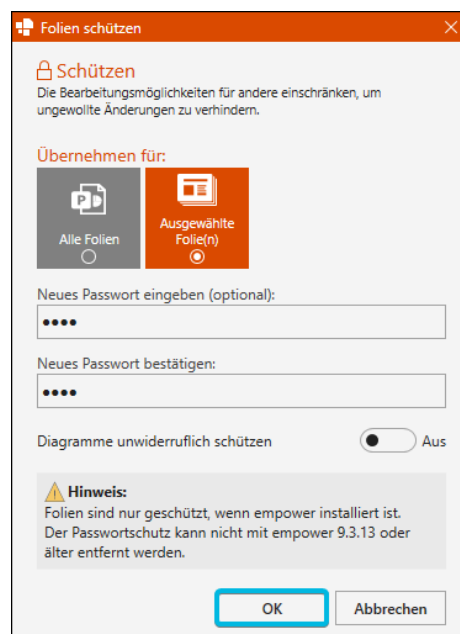 Folien schützen
Schützen
Die Bearbeitungsmöglichkeiten für andere einschränken, um
ungewollte Änderungen zu verhindern.
Übernehmen für:
Alle Folien
Ausgewählte
Folie(n)
Neues Passwort eingeben (optional):
••••
Neues Passwort bestätigen:
••••
Diagramme unwiderruflich schützen Aus
Hinweis:
Folien sind nur geschützt, wenn empower installiert ist.
Der Passwortschutz kann nicht mit empower 9.3.13 oder
älter entfernt werden.
OK Abbrechen